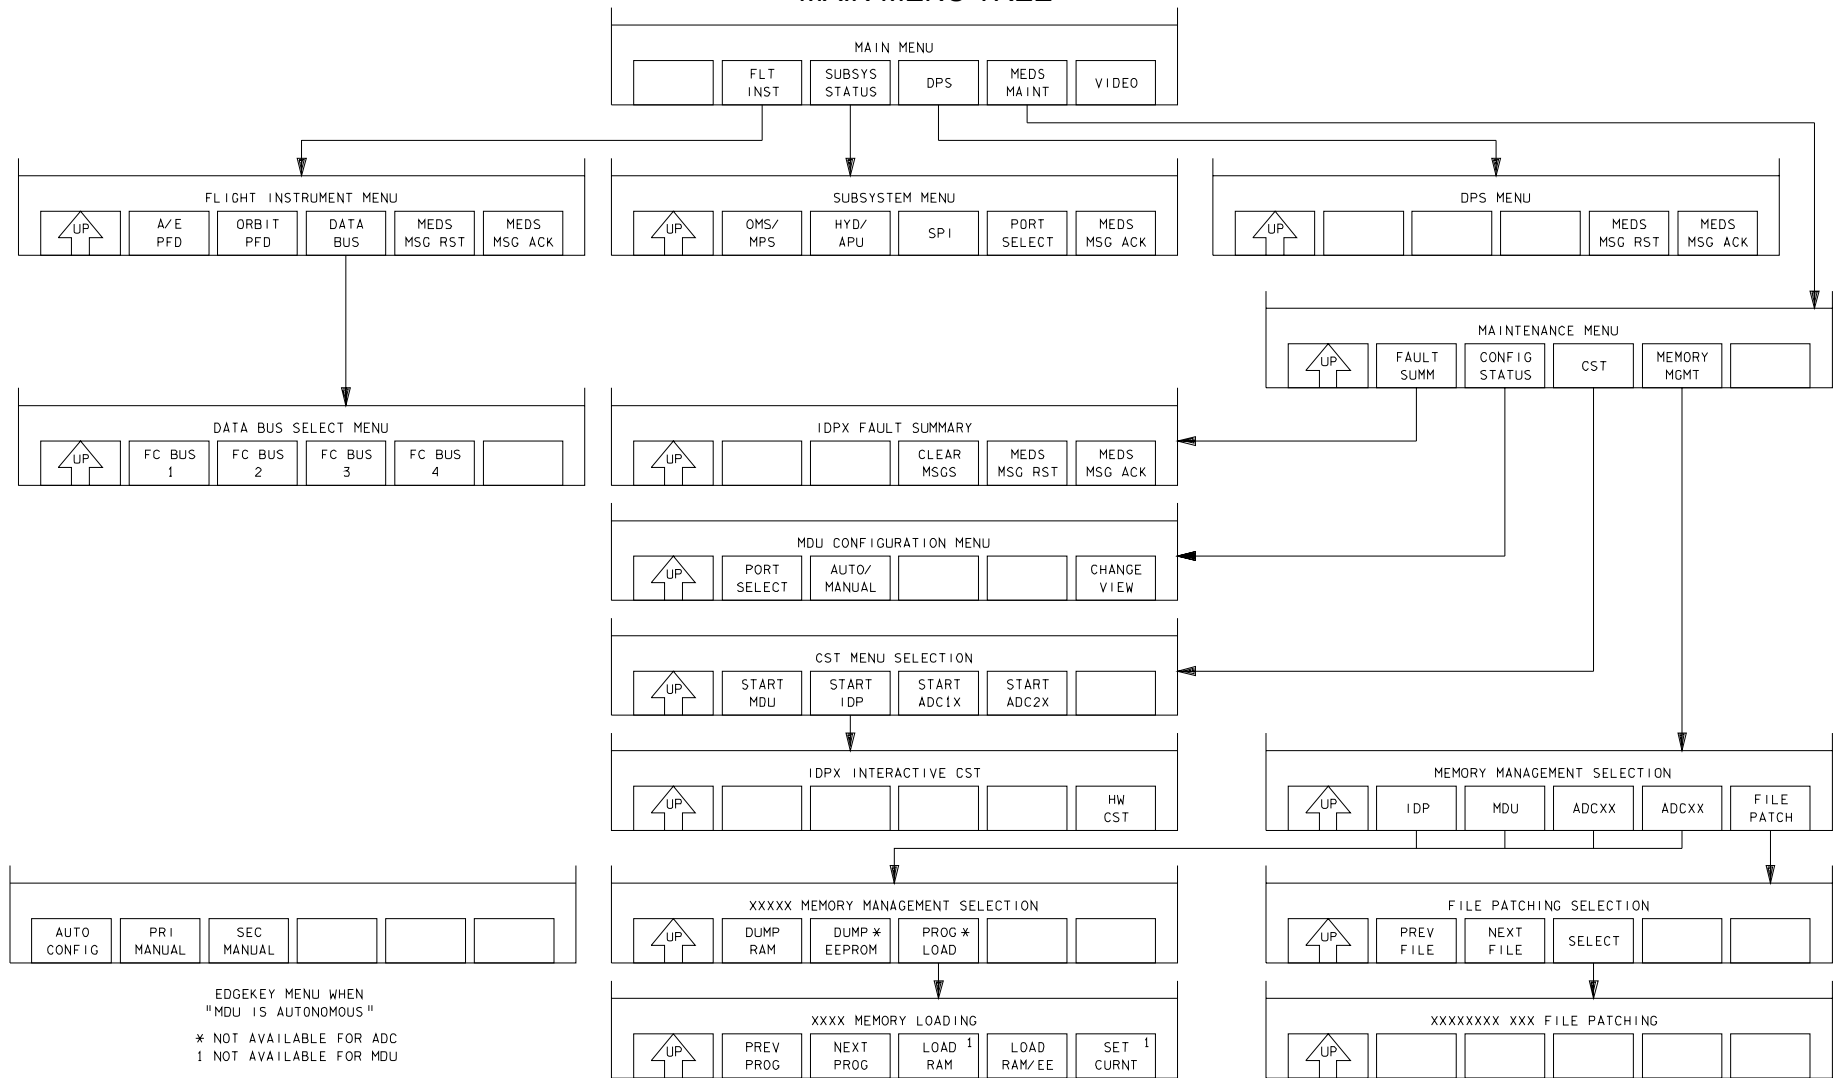 MAIN MENU TREE
MAIN MENU
FLT INST
SUBSYS STATUS
DPS
MEDS MAINT
VIDEO
FLIGHT INSTRUMENT MENU
UP
A/E PFD
ORBIT PFD
DATA BUS
MEDS MSG RST
MEDS MSG ACK
SUBSYSTEM MENU
UP
OMS/ MPS
HYD/ APU
SPI
PORT SELECT
MEDS MSG ACK
DPS MENU
UP
MEDS MSG RST
MEDS MSG ACK
MAINTENANCE MENU
UP
FAULT SUMM
CONFIG STATUS
CST
MEMORY MGMT
DATA BUS SELECT MENU
UP
FC BUS 1
FC BUS 2
FC BUS 3
FC BUS 4
IDPX FAULT SUMMARY
UP
CLEAR MSGS
MEDS MSG RST
MEDS MSG ACK
MDU CONFIGURATION MENU
UP
PORT SELECT
AUTO/ MANUAL
CHANGE VIEW
CST MENU SELECTION
UP
START MDU
START IDP
START ADC1X
START ADC2X
IDPX INTERACTIVE CST
UP
HW CST
MEMORY MANAGEMENT SELECTION
UP
IDP
MDU
ADCXX
ADCXX
FILE PATCH
AUTO CONFIG
PRI MANUAL
SEC MANUAL
EDGEKEY MENU WHEN
"MDU IS AUTONOMOUS"
* NOT AVAILABLE FOR ADC
1 NOT AVAILABLE FOR MDU
XXXXX MEMORY MANAGEMENT SELECTION
UP
DUMP RAM
DUMP * EEPROM
PROG * LOAD
FILE PATCHING SELECTION
UP
PREV FILE
NEXT FILE
SELECT
XXXX MEMORY LOADING
UP
PREV PROG
NEXT PROG
LOAD 1 RAM
LOAD RAM/EE
SET 1 CURNT
XXXXXXXX XXX FILE PATCHING
UP